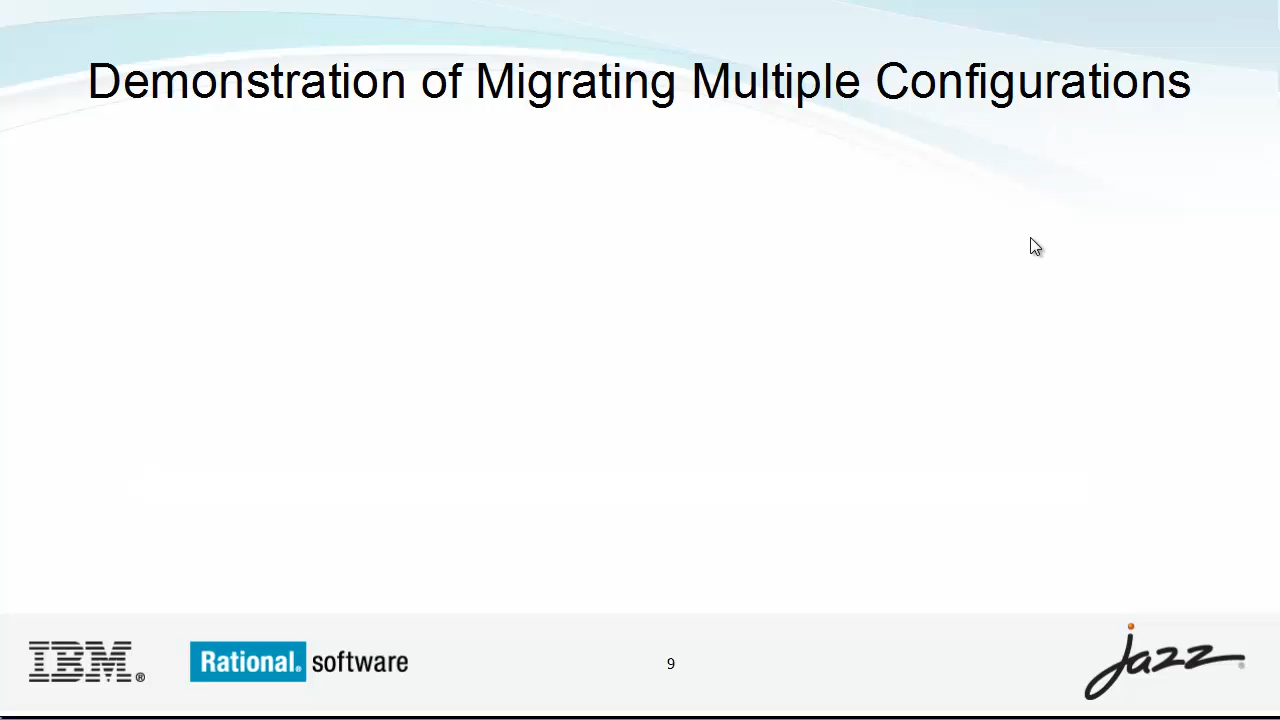 Demonstration of Migrating Multiple Configurations
IBM®
Rational® software
9
jazz®